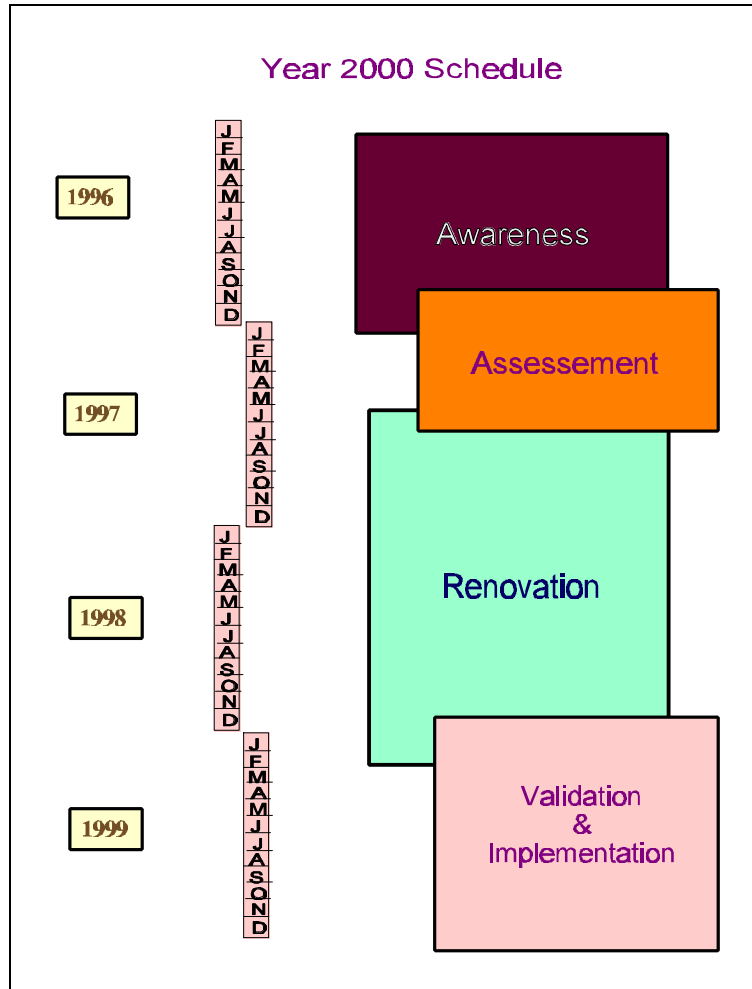 Year 2000 Schedule
1996
J
F
M
A
M
J
J
A
S
O
N
D
Awareness
Assessement
1997
J
F
M
A
M
J
J
A
S
O
N
D
Renovation
1998
J
F
M
A
M
J
J
A
S
O
N
D
1999
J
F
M
A
M
J
J
A
S
O
N
D
Validation
&
Implementation